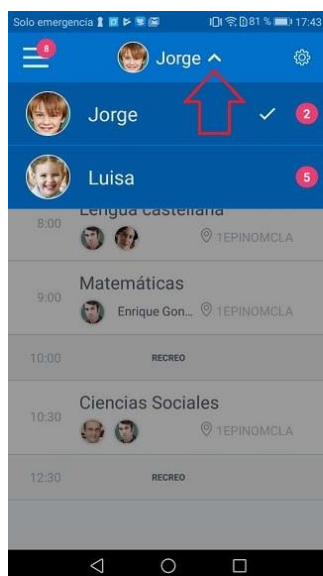 Solo emergencia 81 % 17:43
8
Jorge
Jorge 2
Luisa 5
8:00 Lengua castellana
1EPINOMCLA
Matemáticas
9:00
Enrique Gon... 1EPINOMCLA
10:00 RECREO
Ciencias Sociales
10:30
1EPINOMCLA
12:30 RECREO